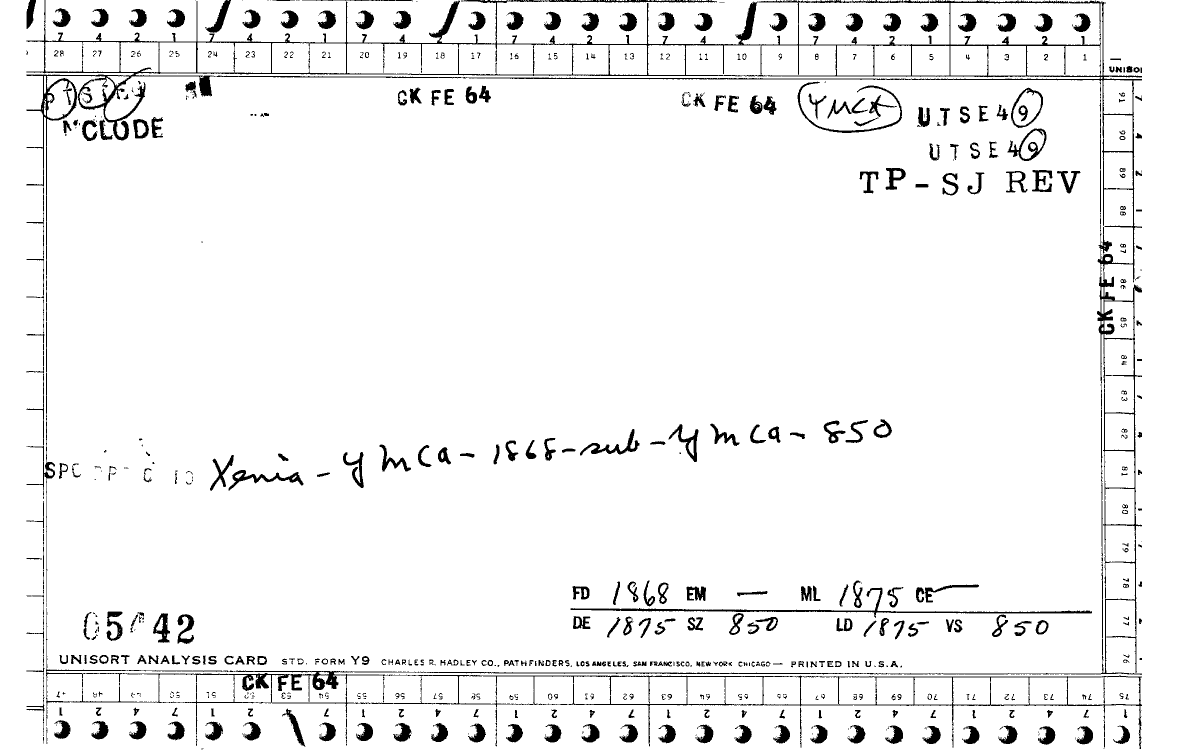 7 4 2 1 7 4 2 1 7 4 2 1 7 4 2 1 7 4 2 1 7 4 2 1 7 4 2 1
28 27 26 25 24 23 22 21 20 19 18 17 16 15 14 13 12 11 10 9 8 7 6 5 4 3 2 1
UNISO
CK FE 64 CK FE 64 YMCA UTSE49
McCLODE
UTSE49
TP-SJ REV
91 90 89 88 87 86 85 84 83 82 81 80 79 78 77 76
CK FE 64
SPC Xenia - YMCA - 1868 - sub - YMCA - 850
FD 1868 EM — ML 1875 CE —
DE 1875 SZ 850 LD 1875 VS 850
42
UNISORT ANALYSIS CARD STD. FORM Y9 CHARLES R. HADLEY CO., PATHFINDERS, LOS ANGELES, SAN FRANCISCO, NEW YORK CHICAGO — PRINTED IN U.S.A.
CK FE 64
47 48 49 50 51 52 53 54 55 56 57 58 59 60 61 62 63 64 65 66 67 68 69 70 71 72 73 74 75
1 2 4 7 1 2 4 7 1 2 4 7 1 2 4 7 1 2 4 7 1 2 4 7 1 2 4 7 1